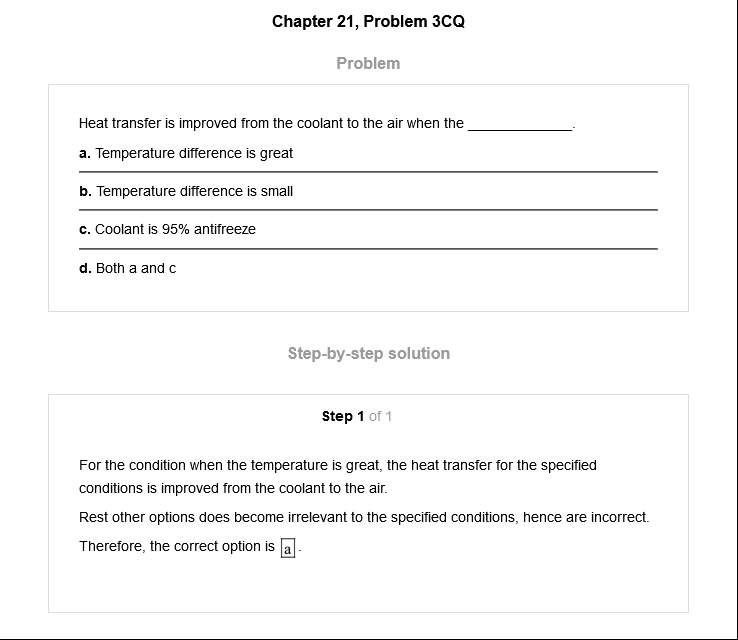 Chapter 21, Problem 3CQ
Problem
Heat transfer is improved from the coolant to the air when the _____________.
a. Temperature difference is great
b. Temperature difference is small
c. Coolant is 95% antifreeze
d. Both a and c
Step-by-step solution
Step 1 of 1
For the condition when the temperature is great, the heat transfer for the specified
conditions is improved from the coolant to the air.
Rest other options does become irrelevant to the specified conditions, hence are incorrect.
Therefore, the correct option is a.